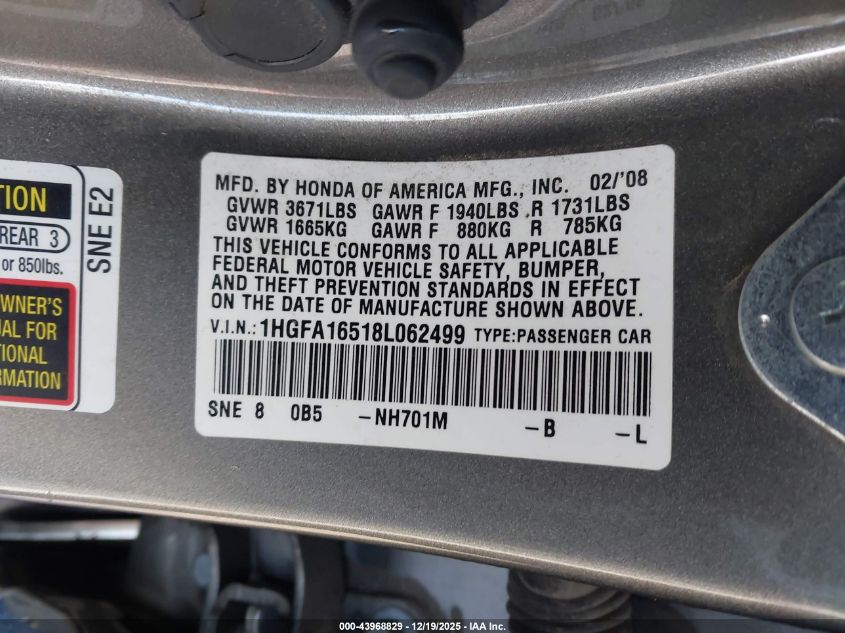 TION
REAR 3
or 850lbs.
WNER'S
UAL FOR
TIONAL
RMATION
SNE E2
MFD. BY HONDA OF AMERICA MFG., INC. 02/'08
GVWR 3671LBS GAWR F 1940LBS .R 1731LBS
GVWR 1665KG GAWR F 880KG R 785KG
THIS VEHICLE CONFORMS TO ALL APPLICABLE
FEDERAL MOTOR VEHICLE SAFETY, BUMPER,
AND THEFT PREVENTION STANDARDS IN EFFECT
ON THE DATE OF MANUFACTURE SHOWN ABOVE.
V.I.N.: 1HGFA16518L062499 TYPE:PASSENGER CAR
SNE 8 0B5 -NH701M -B -L
000-43968829 - 12/19/2025 - IAA Inc.